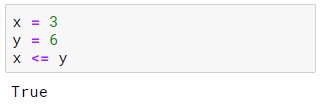 x = 3
y = 6
x <= y
True